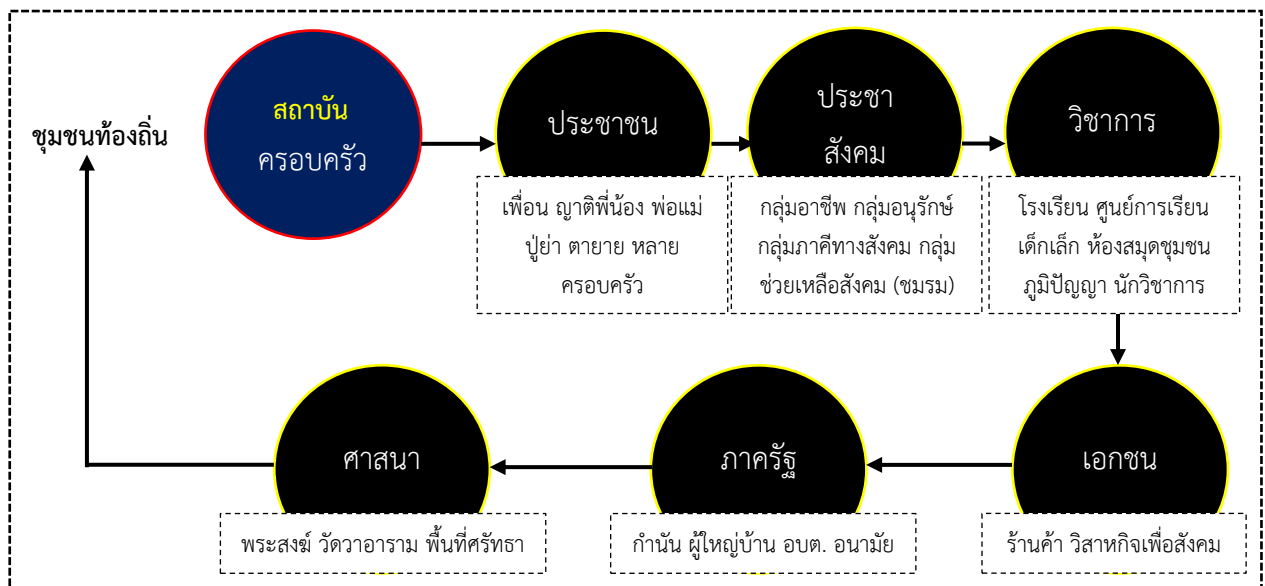 ชุมชนท้องถิ่น
สถาบัน
ครอบครัว
ประชาชน
เพื่อน ญาติพี่น้อง พ่อแม่
ปู่ย่า ตายาย หลาย
ครอบครัว
ประชา
สังคม
กลุ่มอาชีพ กลุ่มอนุรักษ์
กลุ่มภาคีทางสังคม กลุ่ม
ช่วยเหลือสังคม (ชมรม)
วิชาการ
โรงเรียน ศูนย์การเรียน
เด็กเล็ก ห้องสมุดชุมชน
ภูมิปัญญา นักวิชาการ
เอกชน
ร้านค้า วิสาหกิจเพื่อสังคม
ภาครัฐ
กำนัน ผู้ใหญ่บ้าน อบต. อนามัย
ศาสนา
พระสงฆ์ วัดวาอาราม พื้นที่ศรัทธา